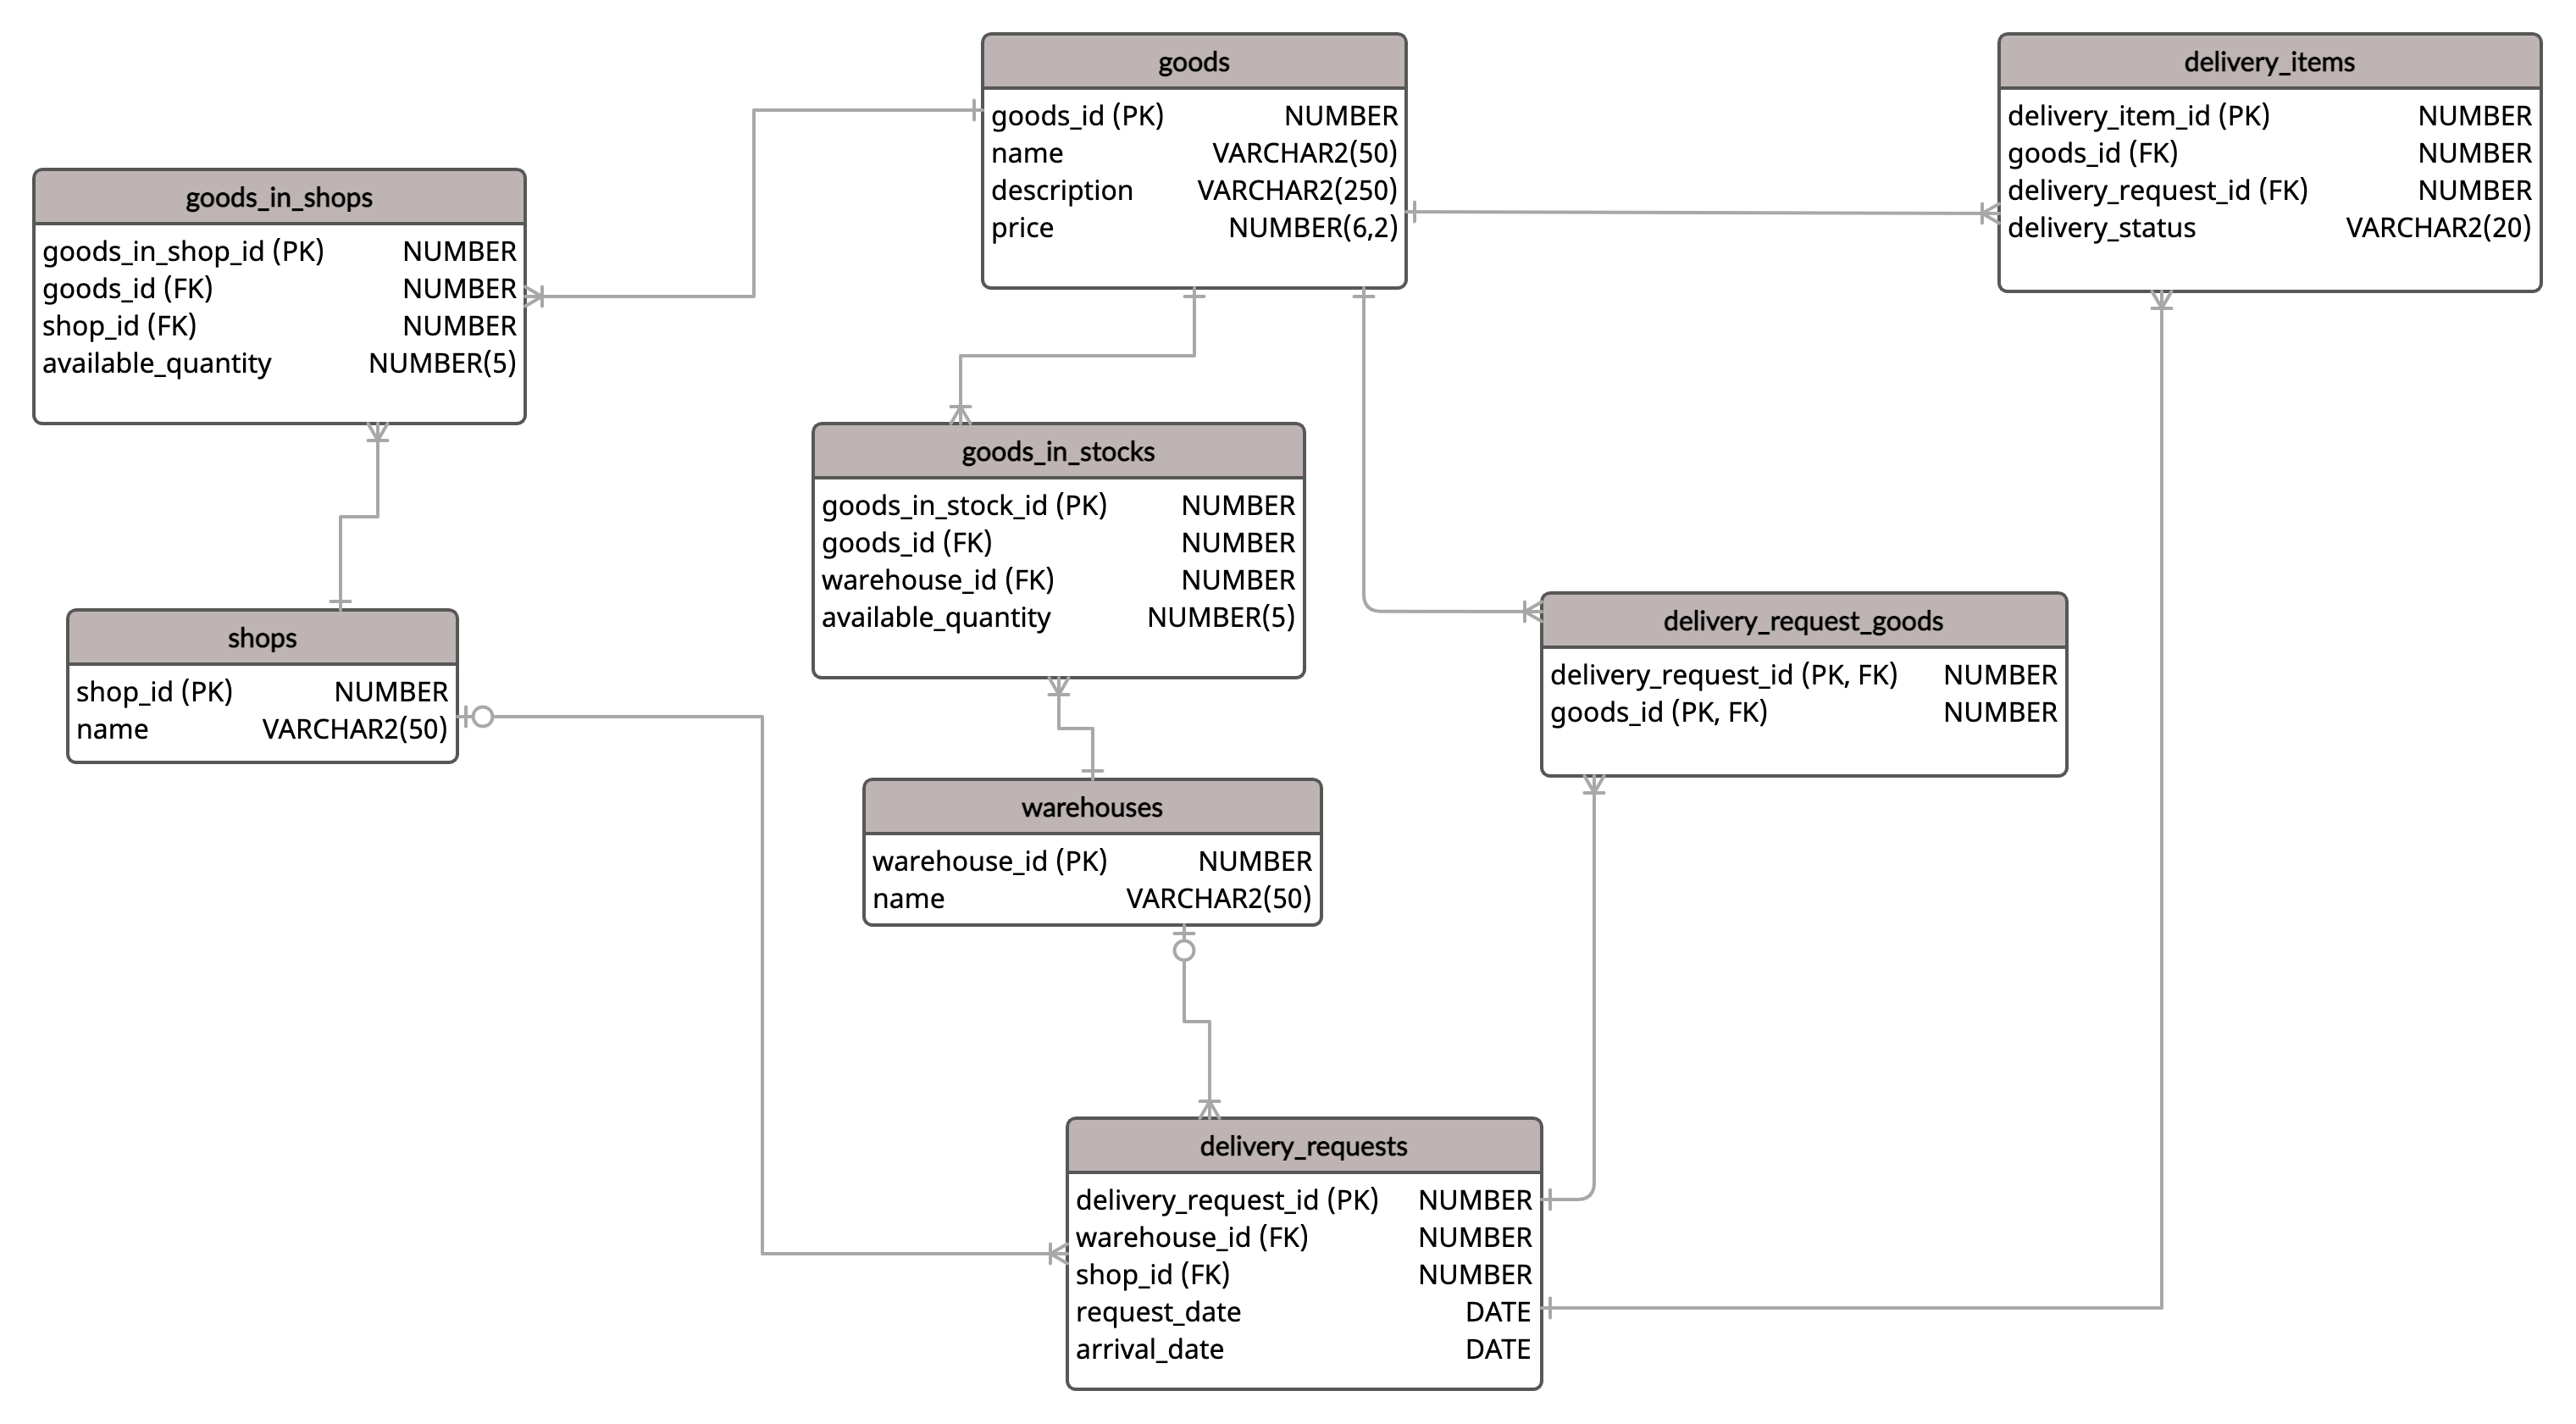 goods
goods_id (PK) NUMBER
name VARCHAR2(50)
description VARCHAR2(250)
price NUMBER(6,2)
delivery_items
delivery_item_id (PK) NUMBER
goods_id (FK) NUMBER
delivery_request_id (FK) NUMBER
delivery_status VARCHAR2(20)
goods_in_shops
goods_in_shop_id (PK) NUMBER
goods_id (FK) NUMBER
shop_id (FK) NUMBER
available_quantity NUMBER(5)
goods_in_stocks
goods_in_stock_id (PK) NUMBER
goods_id (FK) NUMBER
warehouse_id (FK) NUMBER
available_quantity NUMBER(5)
delivery_request_goods
delivery_request_id (PK, FK) NUMBER
goods_id (PK, FK) NUMBER
shops
shop_id (PK) NUMBER
name VARCHAR2(50)
warehouses
warehouse_id (PK) NUMBER
name VARCHAR2(50)
delivery_requests
delivery_request_id (PK) NUMBER
warehouse_id (FK) NUMBER
shop_id (FK) NUMBER
request_date DATE
arrival_date DATE